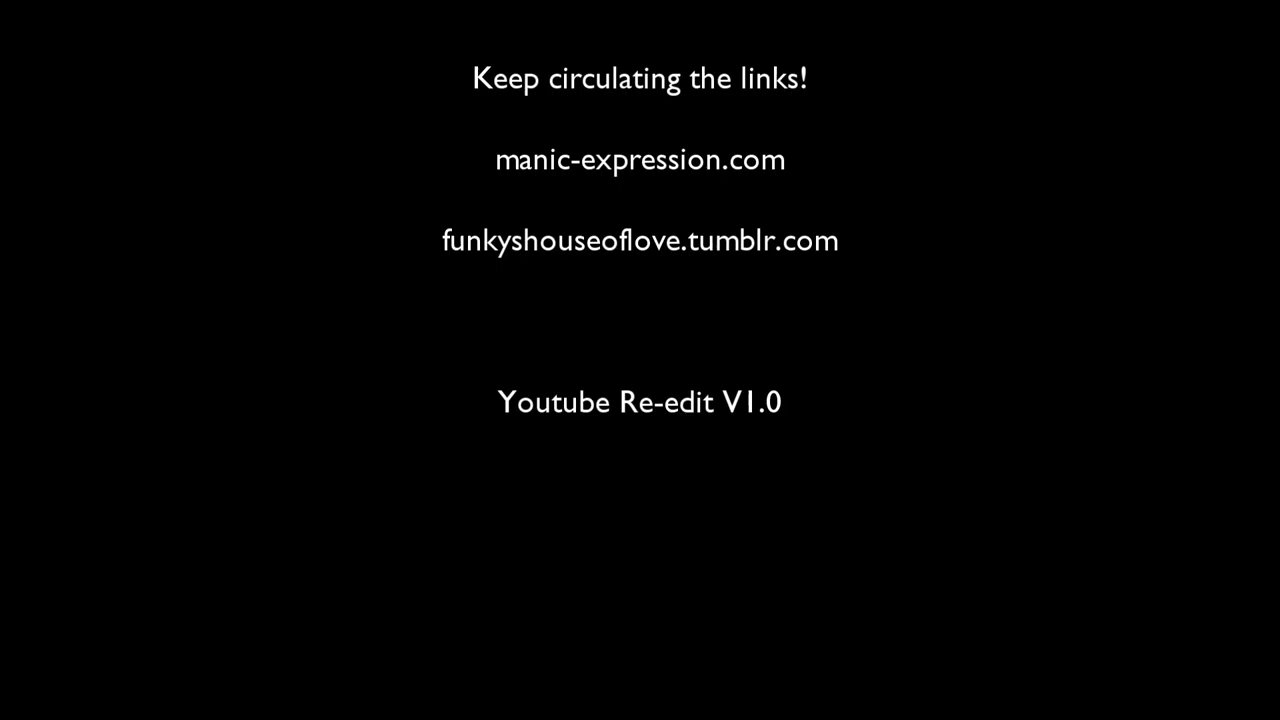 Keep circulating the links!
manic-expression.com
funkyshouseoflove.tumblr.com
Youtube Re-edit V1.0